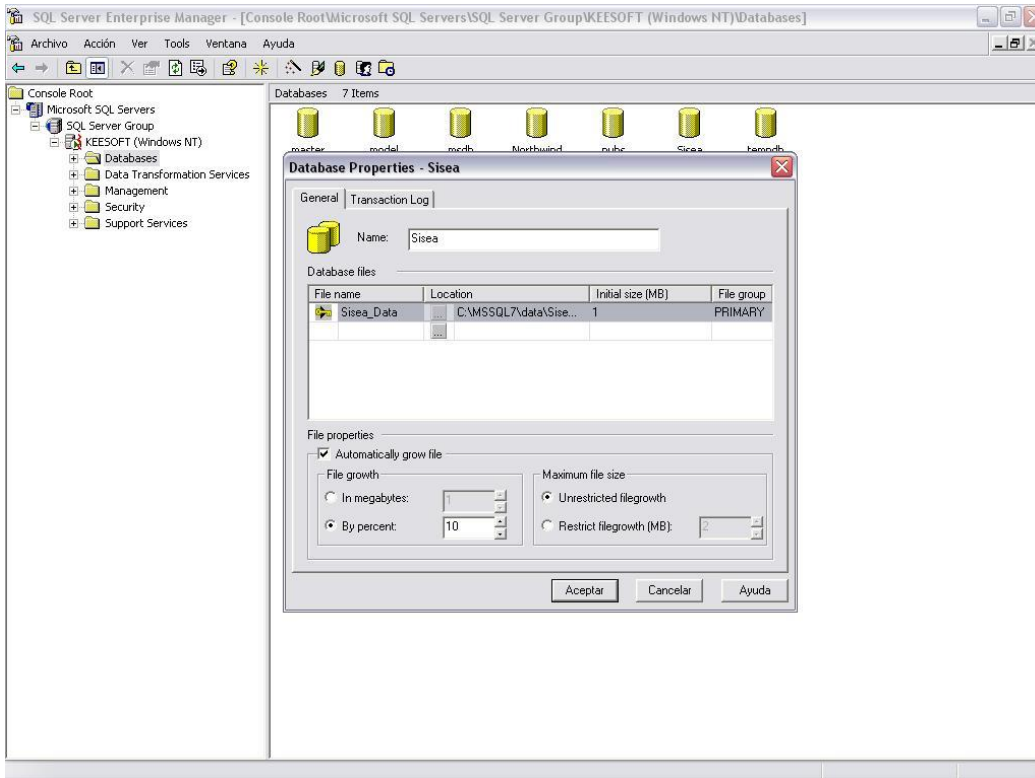 SQL Server Enterprise Manager - [Console Root\Microsoft SQL Servers\SQL Server Group\KEESOFT (Windows NT)\Databases]
Archivo Acción Ver Tools Ventana Ayuda
Console Root
Microsoft SQL Servers
SQL Server Group
KEESOFT (Windows NT)
Databases
Data Transformation Services
Management
Security
Support Services
Databases 7 Items
master model msdb Northwind pubs Sisea tempdb
Database Properties - Sisea
General Transaction Log
Name: Sisea
Database files
File name Location Initial size (MB) File group
Sisea_Data ... C:\MSSQL7\data\Sise... 1 PRIMARY
...
File properties
Automatically grow file
File growth
In megabytes: 1
By percent: 10
Maximum file size
Unrestricted filegrowth
Restrict filegrowth (MB): 2
Aceptar Cancelar Ayuda